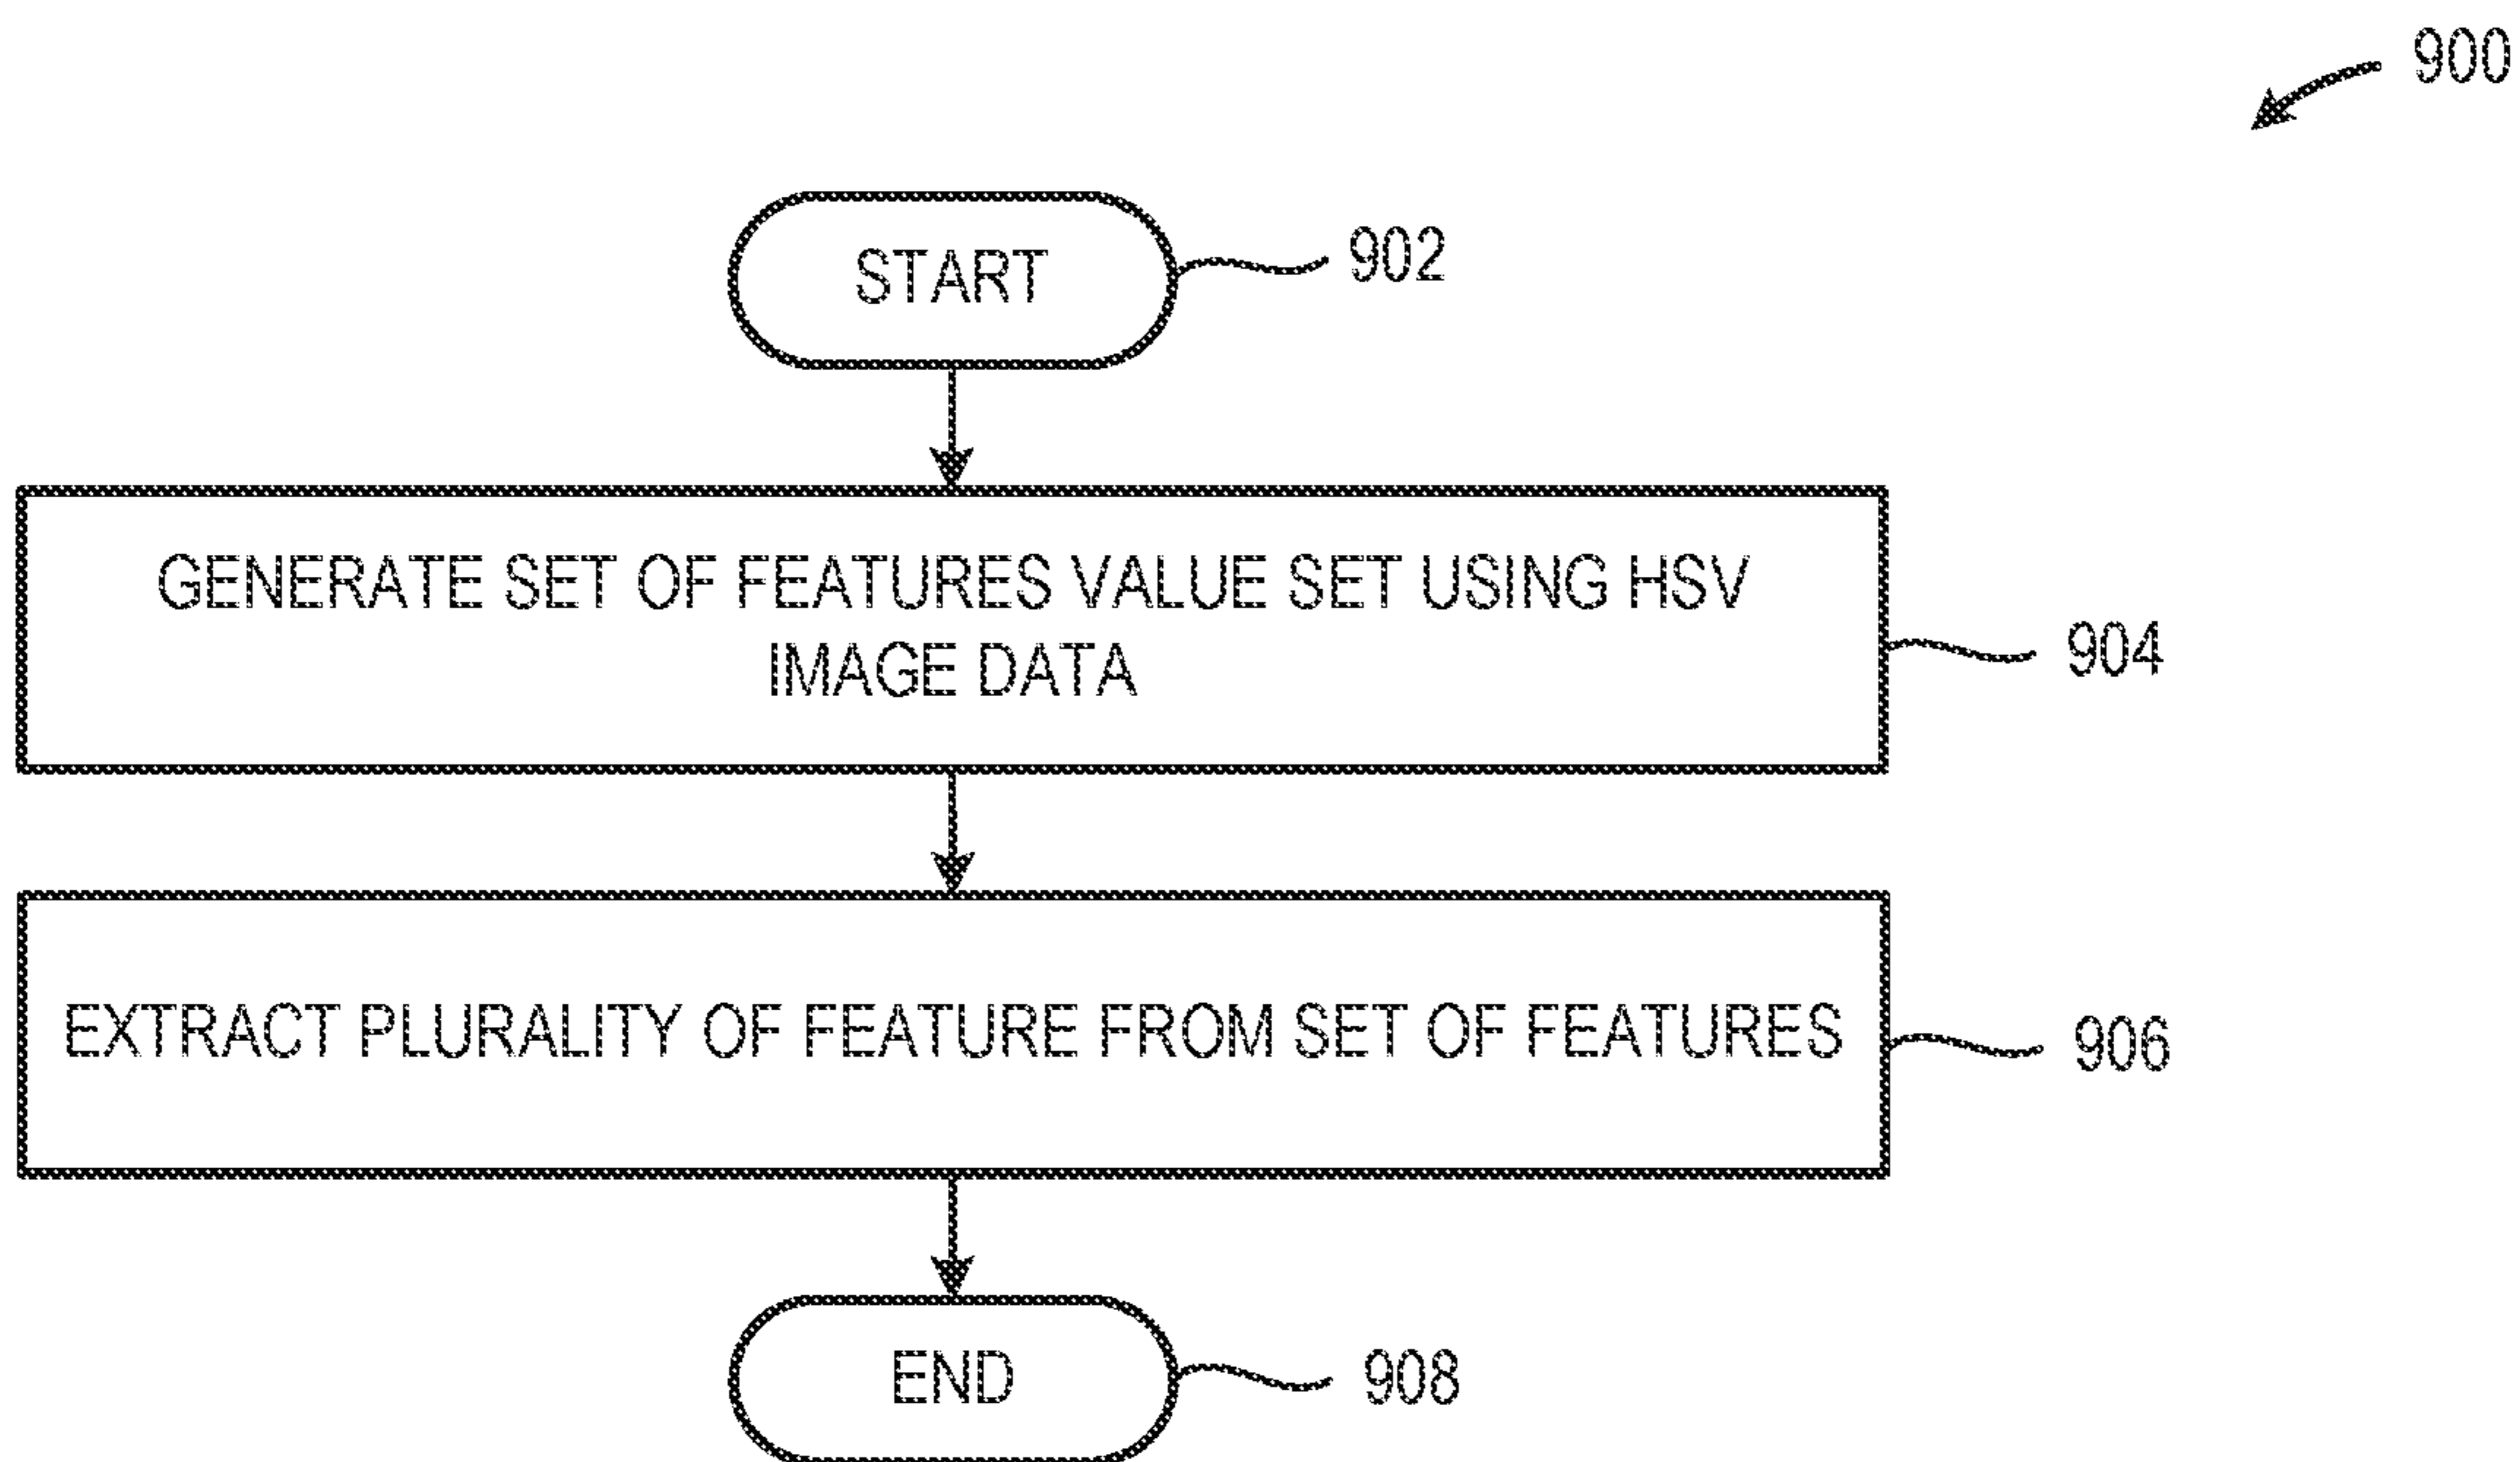 900
START
902
GENERATE SET OF FEATURES VALUE SET USING HSV
IMAGE DATA
904
EXTRACT PLURALITY OF FEATURE FROM SET OF FEATURES
906
END
908